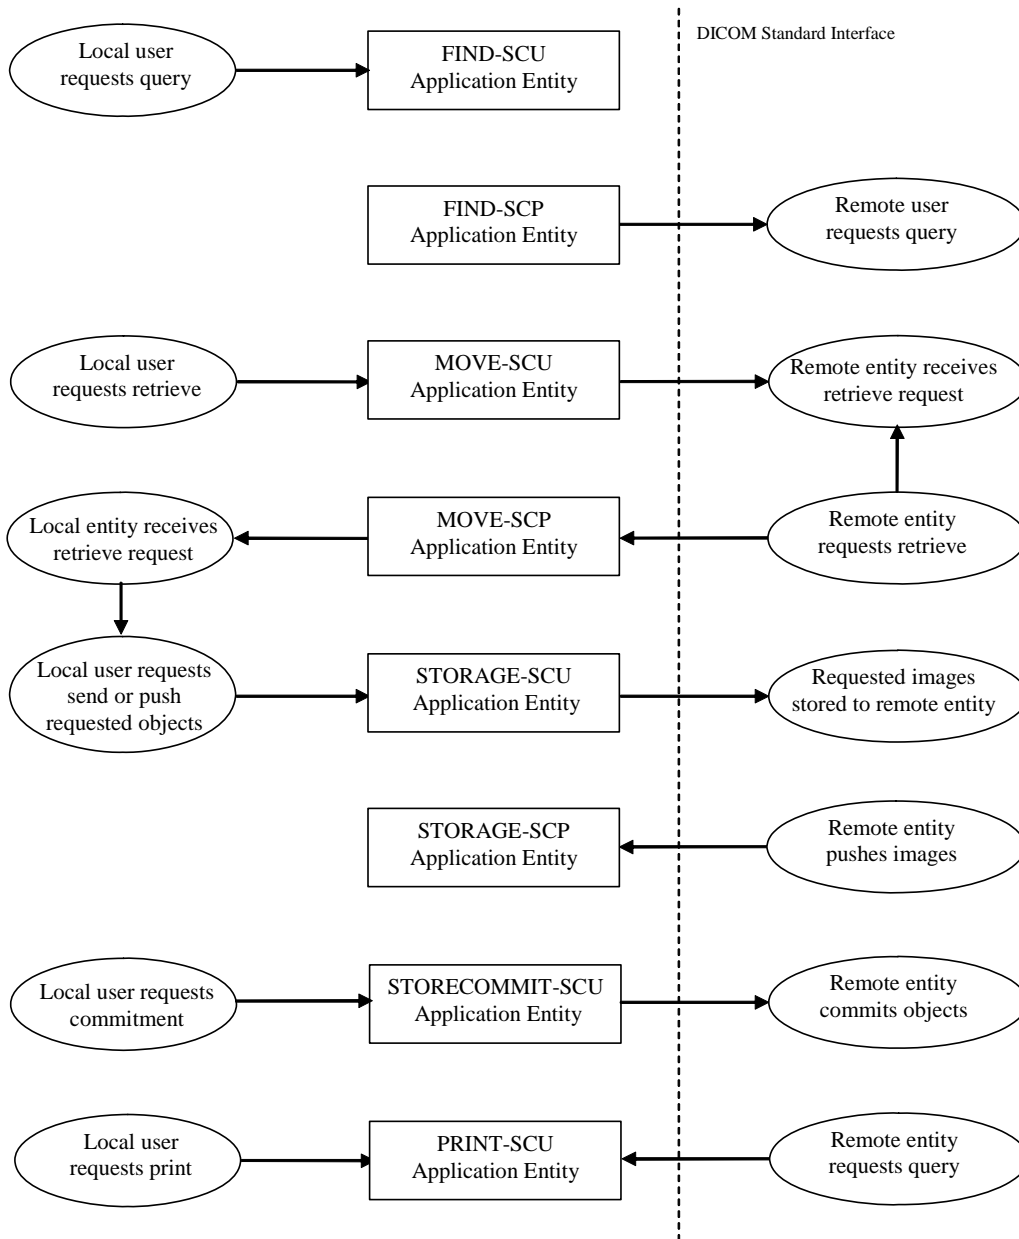 DICOM Standard Interface
Local user
requests query
FIND-SCU
Application Entity
FIND-SCP
Application Entity
Remote user
requests query
Local user
requests retrieve
MOVE-SCU
Application Entity
Remote entity receives
retrieve request
Local entity receives
retrieve request
MOVE-SCP
Application Entity
Remote entity
requests retrieve
Local user requests
send or push
requested objects
STORAGE-SCU
Application Entity
Requested images
stored to remote entity
STORAGE-SCP
Application Entity
Remote entity
pushes images
Local user requests
commitment
STORECOMMIT-SCU
Application Entity
Remote entity
commits objects
Local user
requests print
PRINT-SCU
Application Entity
Remote entity
requests query